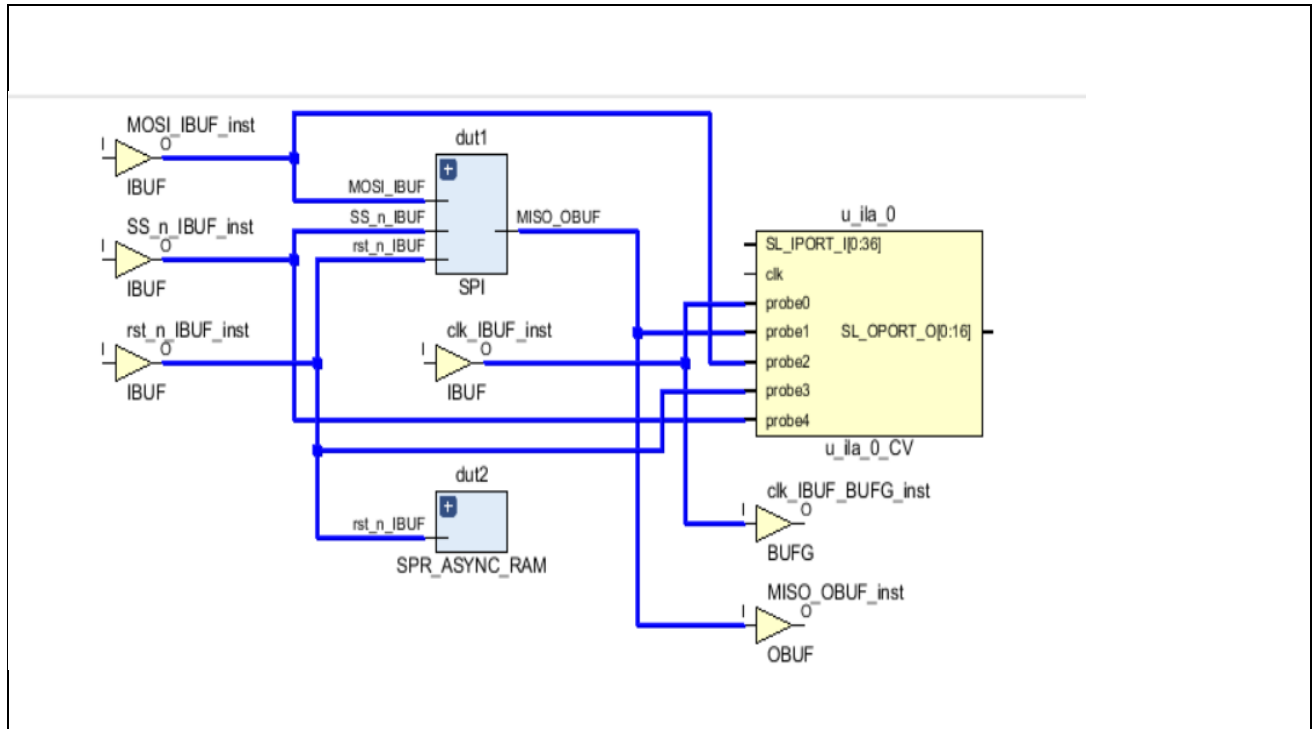 MOSI_IBUF_inst
I
O
IBUF
SS_n_IBUF_inst
I
O
IBUF
rst_n_IBUF_inst
I
O
IBUF
dut1
MOSI_IBUF
SS_n_IBUF
rst_n_IBUF
MISO_OBUF
SPI
clk_IBUF_inst
I
O
IBUF
dut2
rst_n_IBUF
SPR_ASYNC_RAM
u_ila_0
SL_IPORT_I[0:36]
clk
probe0
probe1
SL_OPORT_O[0:16]
probe2
probe3
probe4
u_ila_0_CV
clk_IBUF_BUFG_inst
I
O
BUFG
MISO_OBUF_inst
I
O
OBUF